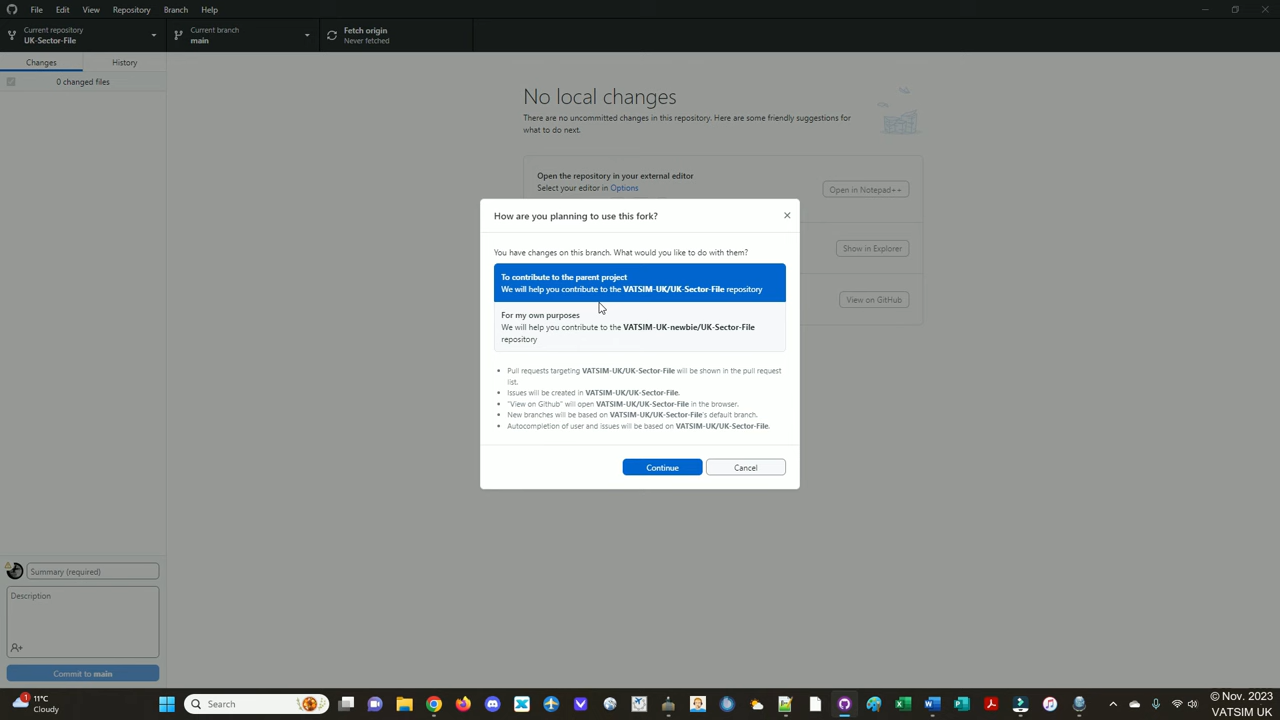 File Edit View Repository Branch Help
Current repository
UK-Sector-File
Current branch
main
Fetch origin
Never fetched
Changes
History
0 changed files
No local changes
There are no uncommitted changes in this repository. Here are some friendly suggestions for
what to do next.
Open the repository in your external editor
Select your editor in Options
Open in Notepad++
Show in Explorer
View on GitHub
How are you planning to use this fork?
You have changes on this branch. What would you like to do with them?
To contribute to the parent project
We will help you contribute to the VATSIM-UK/UK-Sector-File repository
For my own purposes
We will help you contribute to the VATSIM-UK-newbie/UK-Sector-File
repository
Pull requests targeting VATSIM-UK/UK-Sector-File will be shown in the pull request
list.
Issues will be created in VATSIM-UK/UK-Sector-File.
"View on Github" will open VATSIM-UK/UK-Sector-File in the browser.
New branches will be based on VATSIM-UK/UK-Sector-File's default branch.
Autocompletion of user and issues will be based on VATSIM-UK/UK-Sector-File.
Continue
Cancel
Summary (required)
Description
Commit to main
1
11°C
Cloudy
Search
© Nov. 2023
VATSIM UK